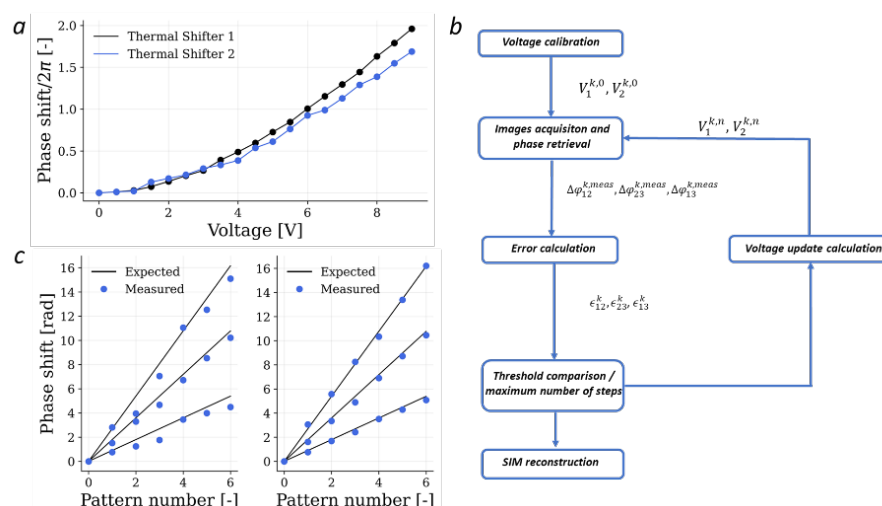 a
2.0
1.5
1.0
0.5
0.0
Phase shift/2π [-]
Thermal Shifter 1
Thermal Shifter 2
0 2 4 6 8
Voltage [V]
b
Voltage calibration
V₁^{k,0}, V₂^{k,0}
Images acquisiton and
phase retrieval
V₁^{k,n}, V₂^{k,n}
Δφ₁₂^{k,meas}, Δφ₂₃^{k,meas}, Δφ₁₃^{k,meas}
Error calculation
Voltage update calculation
ϵ₁₂^k, ϵ₂₃^k, ϵ₁₃^k
Threshold comparison /
maximum number of steps
SIM reconstruction
c
16
14
12
10
8
6
4
2
0
Phase shift [rad]
Expected
Measured
0 2 4 6
Pattern number [-]
16
14
12
10
8
6
4
2
0
Expected
Measured
0 2 4 6
Pattern number [-]